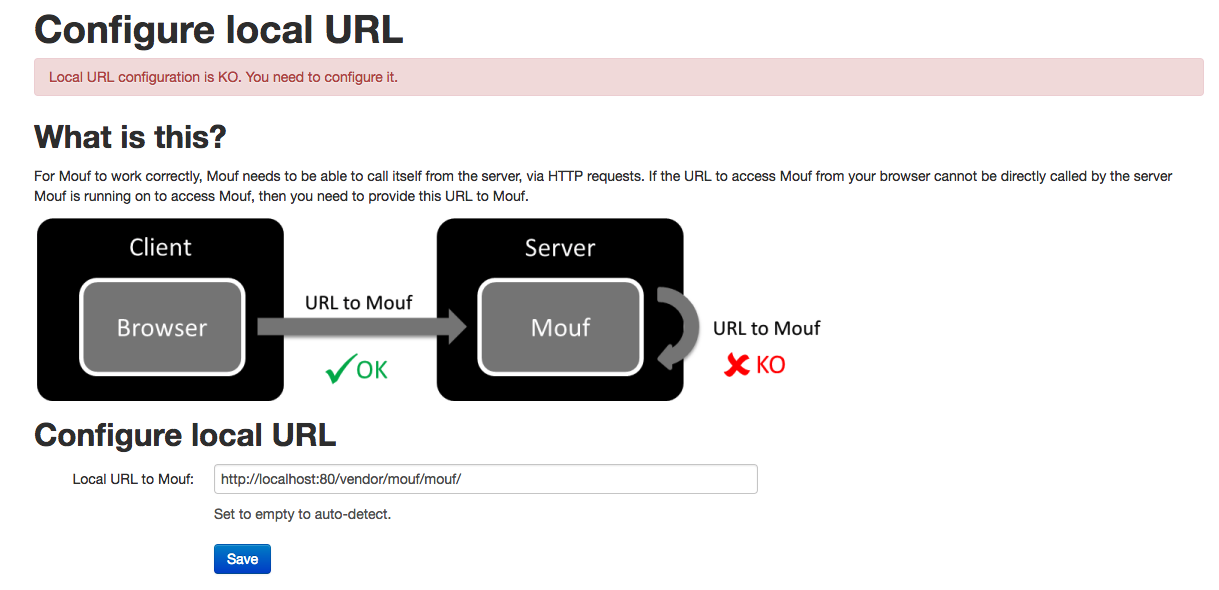 Configure local URL
Local URL configuration is KO. You need to configure it.
What is this?
For Mouf to work correctly, Mouf needs to be able to call itself from the server, via HTTP requests. If the URL to access Mouf from your browser cannot be directly called by the server
Mouf is running on to access Mouf, then you need to provide this URL to Mouf.
Client
Server
Browser
URL to Mouf
OK
Mouf
URL to Mouf
KO
Configure local URL
Local URL to Mouf: http://localhost:80/vendor/mouf/mouf/
Set to empty to auto-detect.
Save